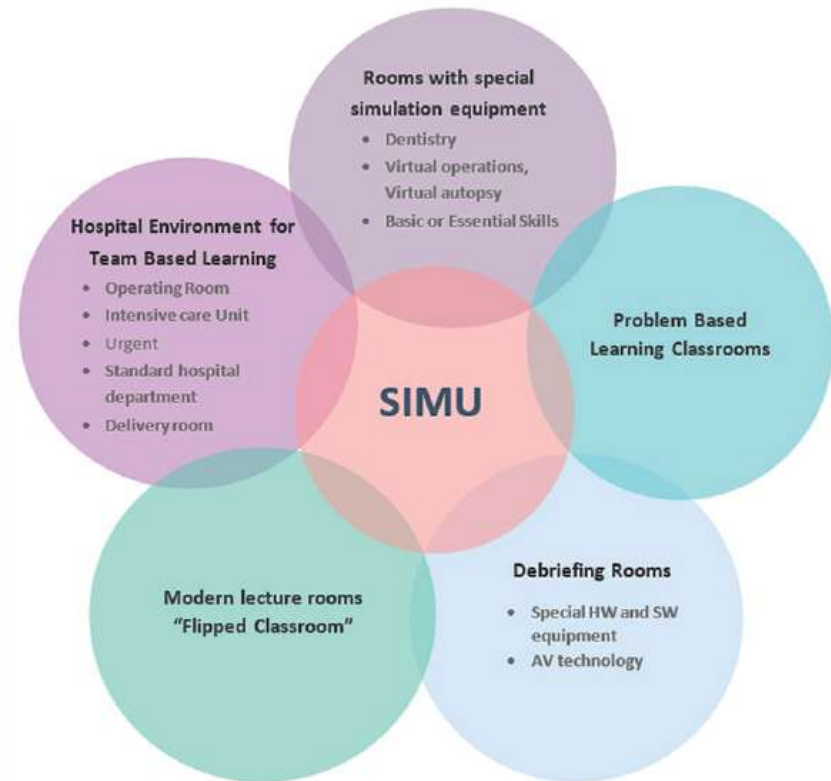 Rooms with special
simulation equipment
• Dentistry
• Virtual operations,
Virtual autopsy
• Basic or Essential Skills
Hospital Environment for
Team Based Learning
• Operating Room
• Intensive care Unit
• Urgent
• Standard hospital
department
• Delivery room
Problem Based
Learning Classrooms
SIMU
Modern lecture rooms
"Flipped Classroom"
Debriefing Rooms
• Special HW and SW
equipment
• AV technology